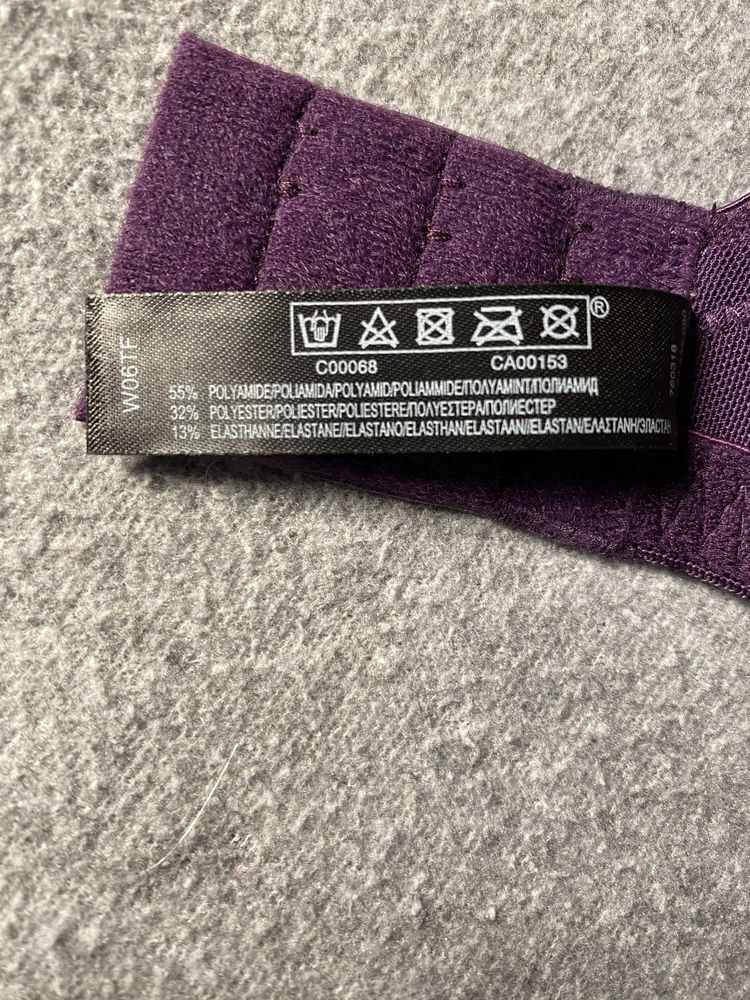 W06TF
®
C00068 CA00153
55% POLYAMIDE/POLIAMIDA/POLYAMID/POLIAMMIDE/ΠΟΛΥΑΜΙΝΤ/ПОЛИАМИД
32% POLYESTER/POLIESTER/POLIESTERE/ΠΟΛΥΕΣΤΕΡΑ/ПОЛИЕСТЕР
13% ELASTHANNE/ELASTANE//ELASTANO/ELASTHAN/ELASTAAN//ELASTAN/ΕΛΑΣΤΑΝΗ/ЭЛАСТАН